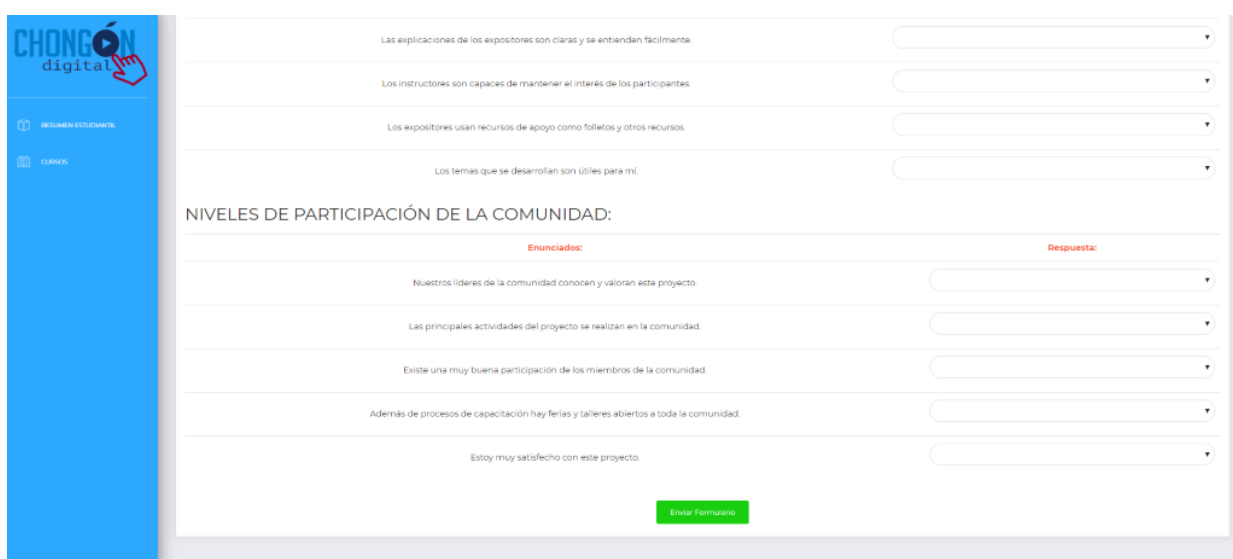 CHONGÓN
digital
RESUMEN ESTUDIANTIL
CURSOS
Las explicaciones de los expositores son claras y se entienden fácilmente.
Los instructores son capaces de mantener el interés de los participantes.
Los expositores usan recursos de apoyo como folletos y otros recursos.
Los temas que se desarrollan son útiles para mí.
NIVELES DE PARTICIPACIÓN DE LA COMUNIDAD:
Enunciados: Respuesta:
Nuestros líderes de la comunidad conocen y valoran este proyecto.
Las principales actividades del proyecto se realizan en la comunidad.
Existe una muy buena participación de los miembros de la comunidad.
Además de procesos de capacitación hay ferias y talleres abiertos a toda la comunidad.
Estoy muy satisfecho con este proyecto.
Enviar Formulario